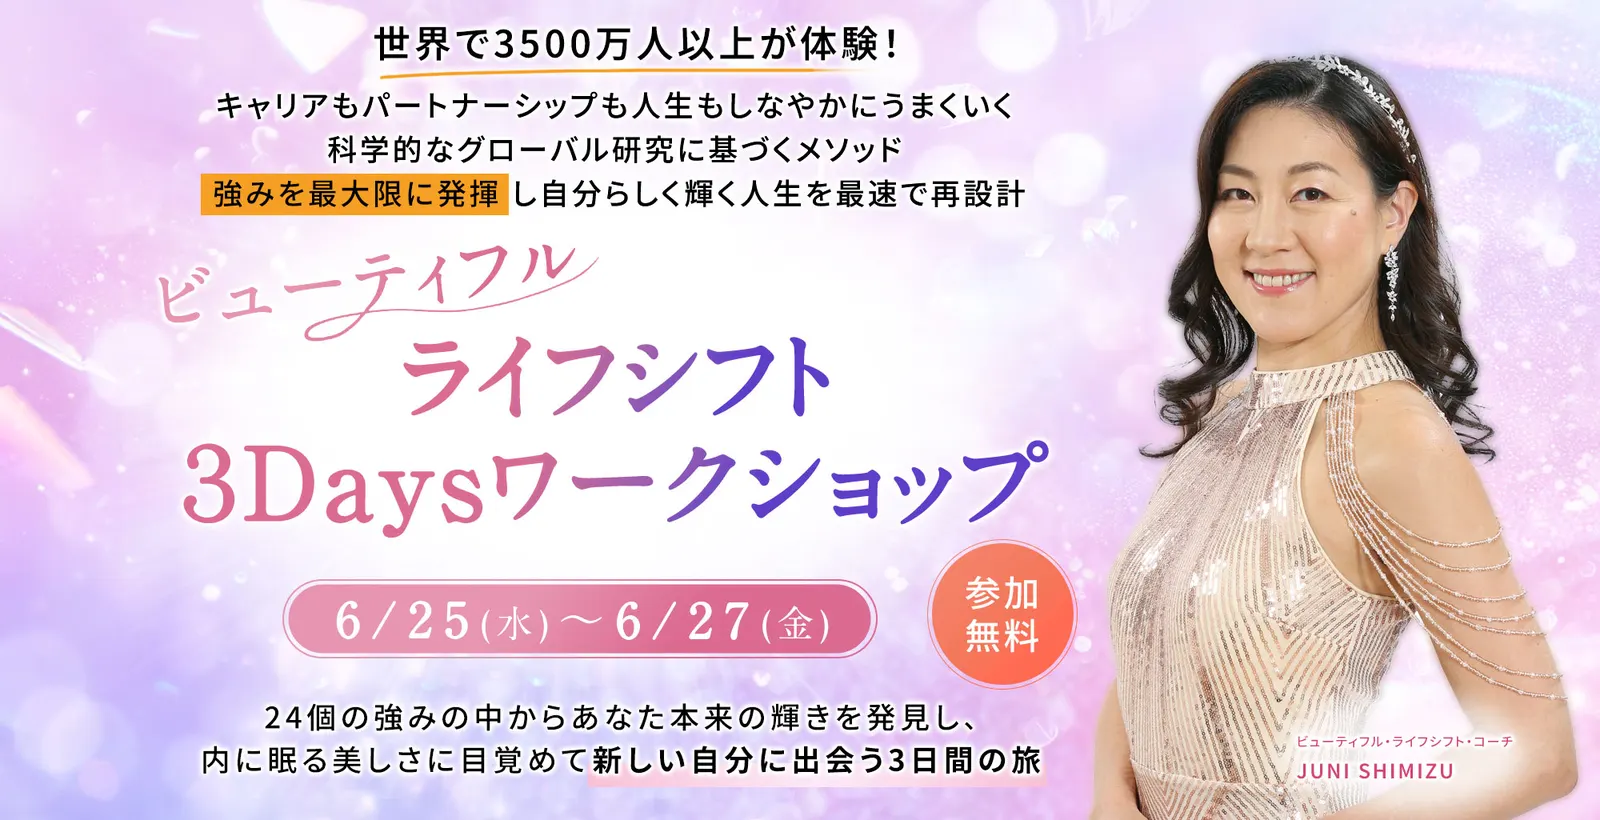 世界で3500万人以上が体験！
キャリアもパートナーシップも人生もしなやかにうまくいく
科学的なグローバル研究に基づくメソッド
強みを最大限に発揮し自分らしく輝く人生を最速で再設計
ビューティフル
ライフシフト
3Daysワークショップ
6/25(水)～6/27(金)
参加
無料
24個の強みの中からあなた本来の輝きを発見し、
内に眠る美しさに目覚めて新しい自分に出会う3日間の旅
ビューティフル・ライフシフト・コーチ
JUNI SHIMIZU